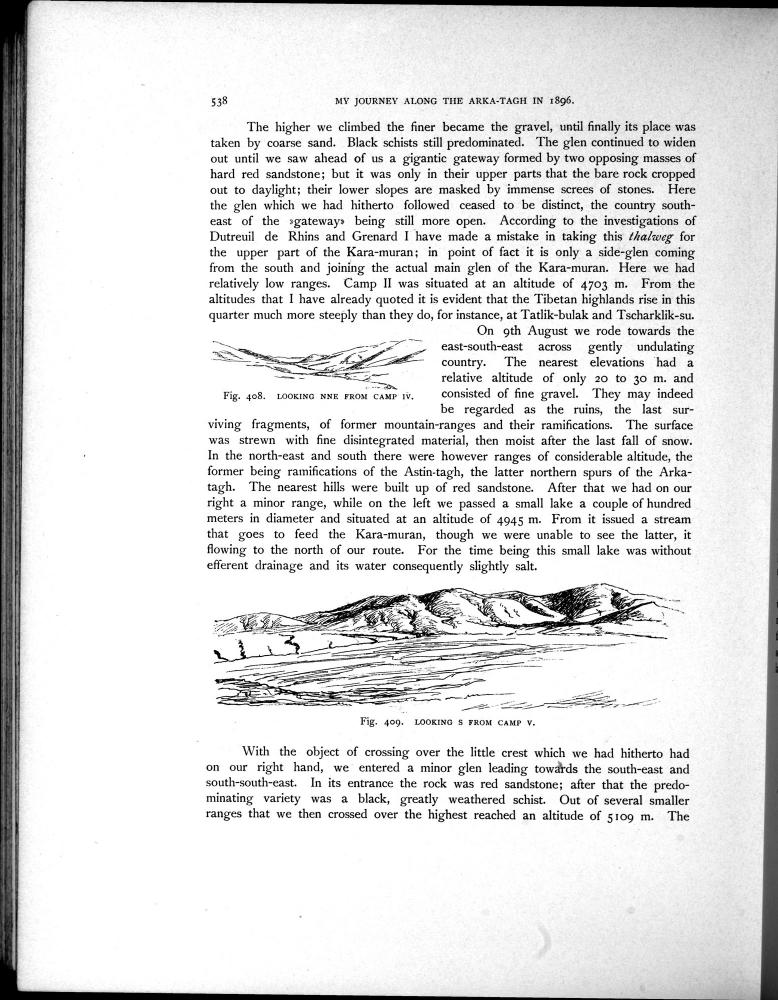 538 MY JOURNEY ALONG THE ARKA-TAGH IN 1896.
The higher we climbed the finer became the gravel, until finally its place was
taken by coarse sand. Black schists still predominated. The glen continued to widen
out until we saw ahead of us a gigantic gateway formed by two opposing masses of
hard red sandstone; but it was only in their upper parts that the bare rock cropped
out to daylight; their lower slopes are masked by immense screes of stones. Here
the glen which we had hitherto followed ceased to be distinct, the country south-
east of the »gateway» being still more open. According to the investigations of
Dutreuil de Rhins and Grenard I have made a mistake in taking this thalweg for
the upper part of the Kara-muran; in point of fact it is only a side-glen coming
from the south and joining the actual main glen of the Kara-muran. Here we had
relatively low ranges. Camp II was situated at an altitude of 4703 m. From the
altitudes that I have already quoted it is evident that the Tibetan highlands rise in this
quarter much more steeply than they do, for instance, at Tatlik-bulak and Tscharklik-su.
On 9th August we rode towards the
east-south-east across gently undulating
country. The nearest elevations had a
relative altitude of only 20 to 30 m. and
consisted of fine gravel. They may indeed
be regarded as the ruins, the last sur-
Fig. 408. LOOKING NNE FROM CAMP IV.
viving fragments, of former mountain-ranges and their ramifications. The surface
was strewn with fine disintegrated material, then moist after the last fall of snow.
In the north-east and south there were however ranges of considerable altitude, the
former being ramifications of the Astin-tagh, the latter northern spurs of the Arka-
tagh. The nearest hills were built up of red sandstone. After that we had on our
right a minor range, while on the left we passed a small lake a couple of hundred
meters in diameter and situated at an altitude of 4945 m. From it issued a stream
that goes to feed the Kara-muran, though we were unable to see the latter, it
flowing to the north of our route. For the time being this small lake was without
efferent drainage and its water consequently slightly salt.
Fig. 409. LOOKING S FROM CAMP V.
With the object of crossing over the little crest which we had hitherto had
on our right hand, we entered a minor glen leading towards the south-east and
south-south-east. In its entrance the rock was red sandstone; after that the predo-
minating variety was a black, greatly weathered schist. Out of several smaller
ranges that we then crossed over the highest reached an altitude of 5109 m. The